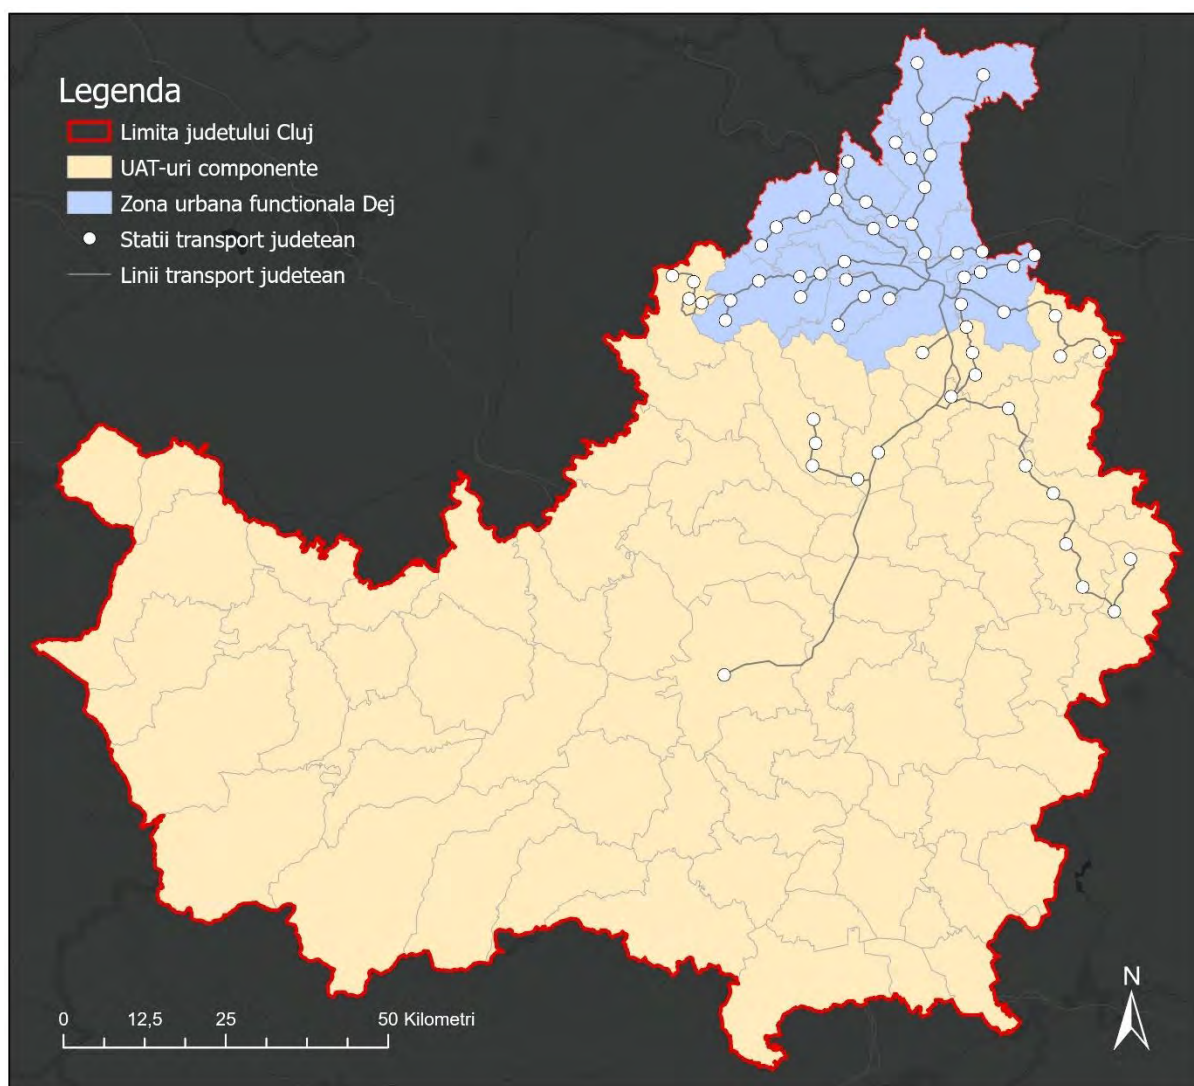 Legenda
Limita judetului Cluj
UAT-uri componente
Zona urbana functionala Dej
Statii transport judetean
Linii transport judetean
0 12,5 25 50 Kilometri
N